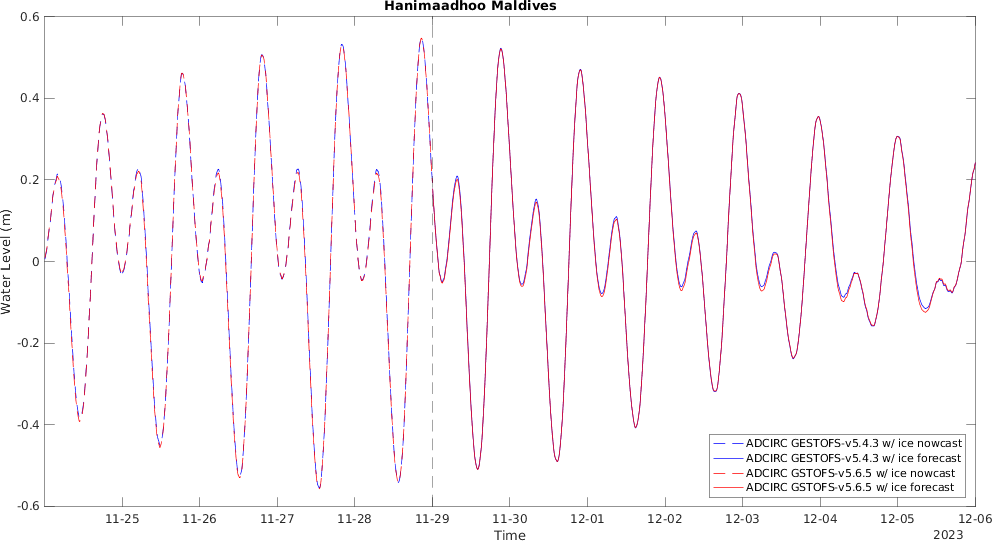 Hanimaadhoo Maldives
0.6
0.4
0.2
0
-0.2
-0.4
-0.6
Water Level (m)
ADCIRC GESTOFS-v5.4.3 w/ ice nowcast
ADCIRC GESTOFS-v5.4.3 w/ ice forecast
ADCIRC GSTOFS-v5.6.5 w/ ice nowcast
ADCIRC GSTOFS-v5.6.5 w/ ice forecast
11-25 11-26 11-27 11-28 11-29 11-30 12-01 12-02 12-03 12-04 12-05 12-06
Time
2023